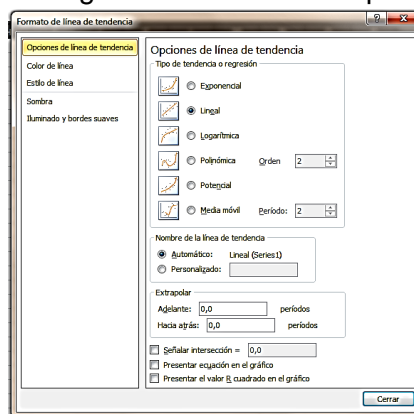 Formato de línea de tendencia
Opciones de línea de tendencia
Color de línea
Estilo de línea
Sombra
Iluminado y bordes suaves
Opciones de línea de tendencia
Tipo de tendencia o regresión
Exponencial
Lineal
Logarítmica
Polinómica Orden 2
Potencial
Media móvil Período: 2
Nombre de la línea de tendencia
Automático: Lineal (Series1)
Personalizado:
Extrapolar
Adelante: 0,0 períodos
Hacia atrás: 0,0 períodos
Señalar intersección = 0,0
Presentar ecuación en el gráfico
Presentar el valor R cuadrado en el gráfico
Cerrar